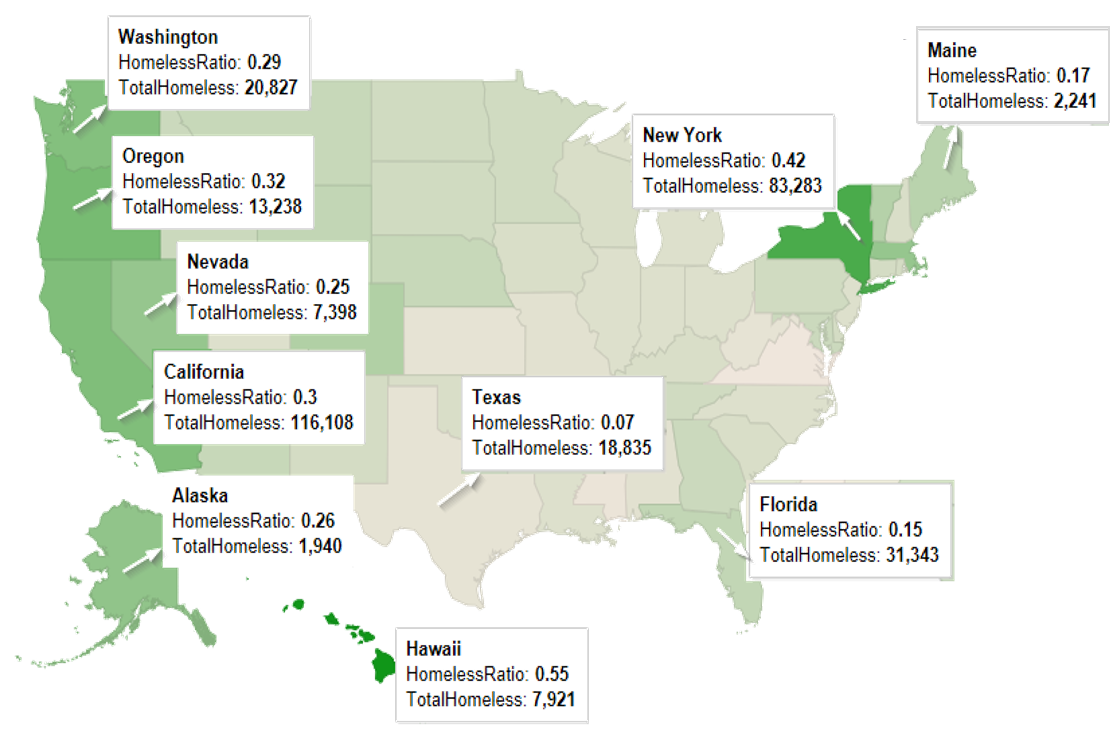 Washington
HomelessRatio: 0.29
TotalHomeless: 20,827
Maine
HomelessRatio: 0.17
TotalHomeless: 2,241
New York
HomelessRatio: 0.42
TotalHomeless: 83,283
Oregon
HomelessRatio: 0.32
TotalHomeless: 13,238
Nevada
HomelessRatio: 0.25
TotalHomeless: 7,398
California
HomelessRatio: 0.3
TotalHomeless: 116,108
Texas
HomelessRatio: 0.07
TotalHomeless: 18,835
Alaska
HomelessRatio: 0.26
TotalHomeless: 1,940
Florida
HomelessRatio: 0.15
TotalHomeless: 31,343
Hawaii
HomelessRatio: 0.55
TotalHomeless: 7,921